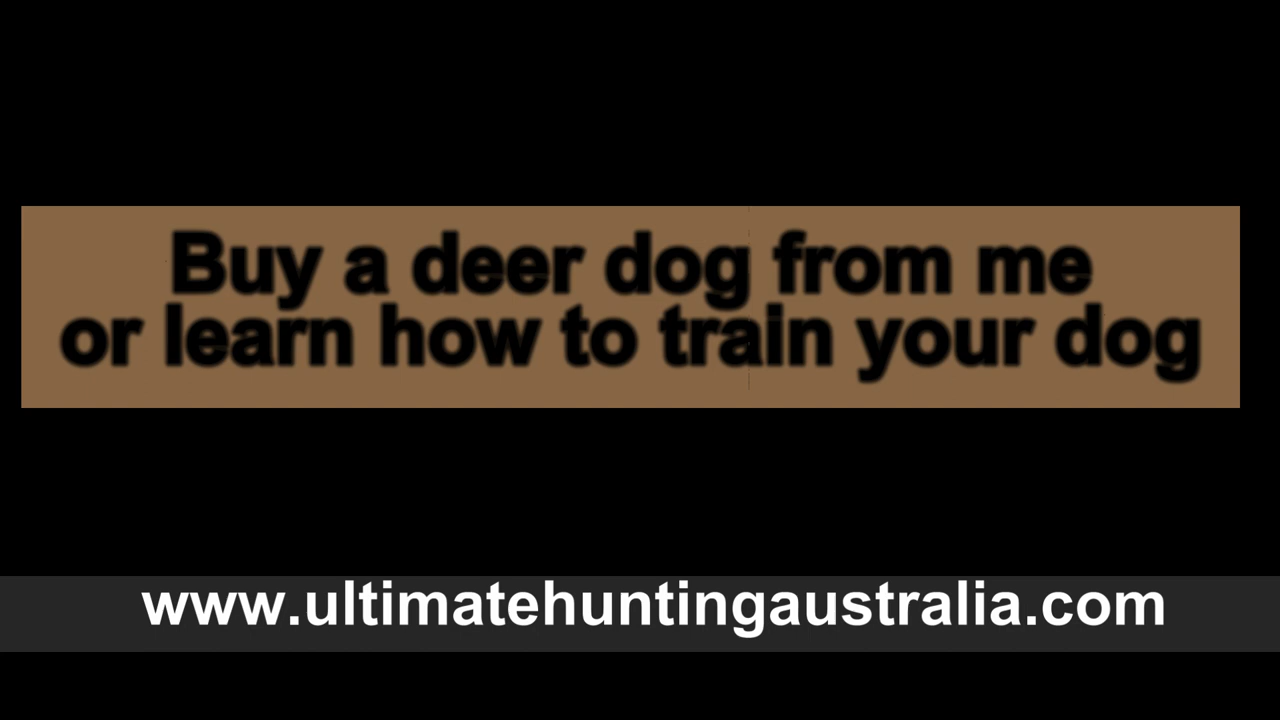 Buy a deer dog from me
or learn how to train your dog
www.ultimatehuntingaustralia.com